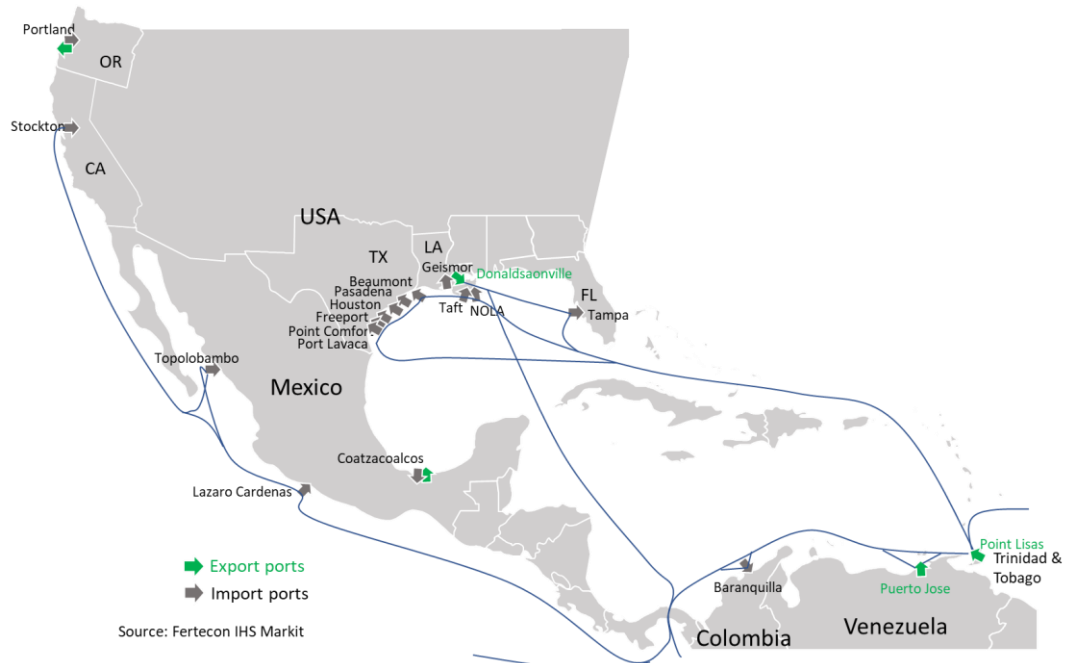 Portland
OR
Stockton
CA
USA
TX
LA
Geismor
Donaldsaonville
Beaumont
Pasadena
Houston
Freeport
Point Comfor
Port Lavaca
Taft
NOLA
FL
Tampa
Topolobambo
Mexico
Coatzacoalcos
Lazaro Cardenas
Export ports
Import ports
Source: Fertecon IHS Markit
Point Lisas
Trinidad &
Tobago
Baranquilla
Puerto Jose
Colombia
Venezuela